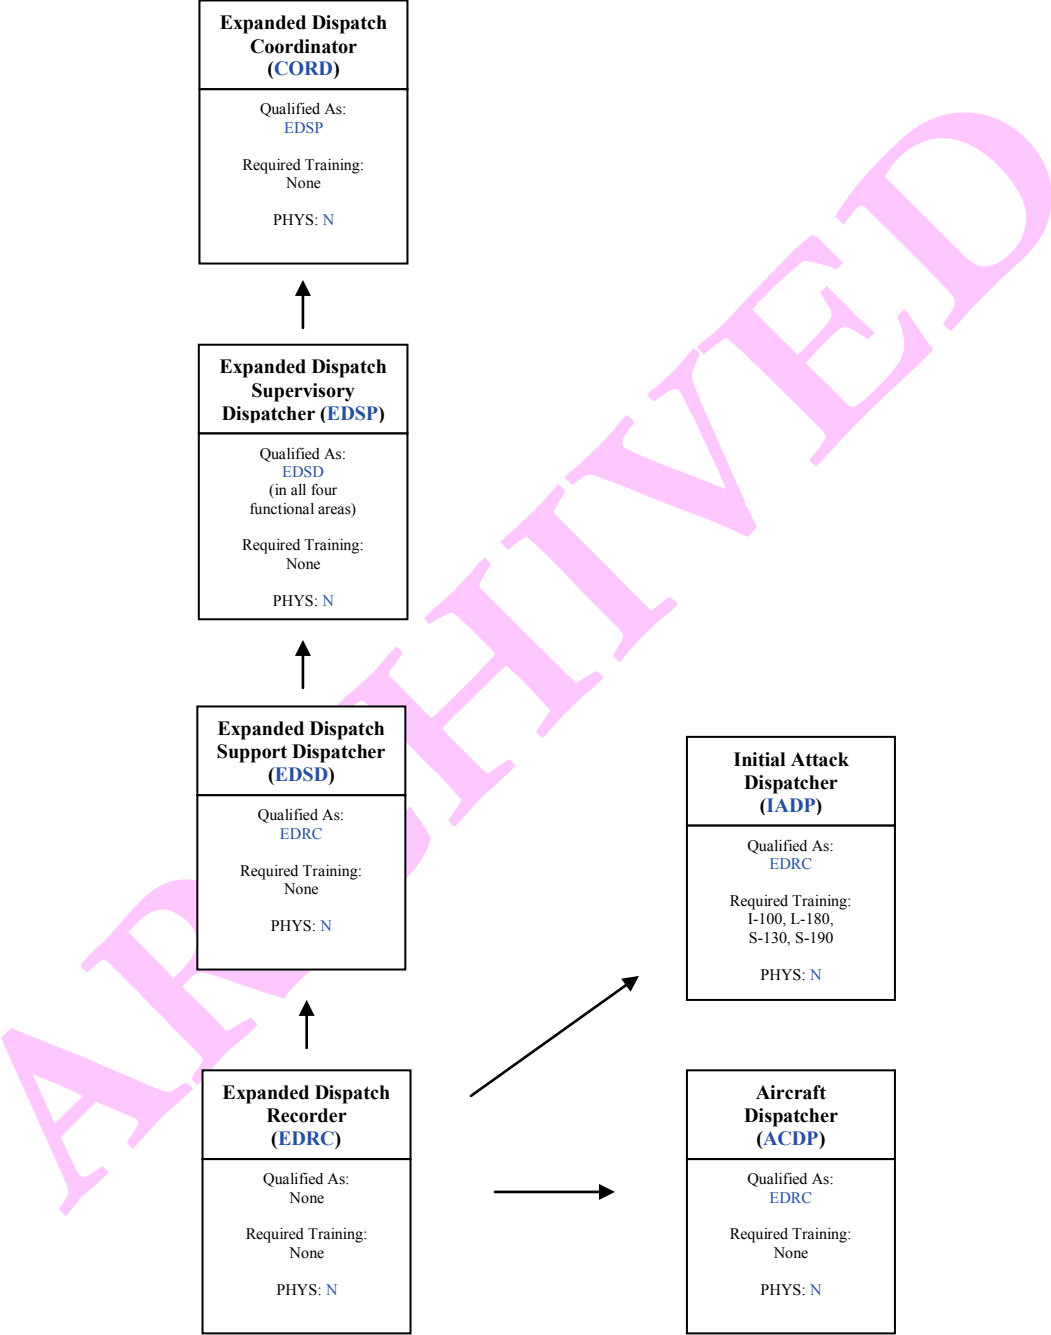 Expanded Dispatch
Coordinator
(CORD)
Qualified As:
EDSP
Required Training:
None
PHYS: N
Expanded Dispatch
Supervisory
Dispatcher (EDSP)
Qualified As:
EDSD
(in all four
functional areas)
Required Training:
None
PHYS: N
Expanded Dispatch
Support Dispatcher
(EDSD)
Qualified As:
EDRC
Required Training:
None
PHYS: N
Initial Attack
Dispatcher
(IADP)
Qualified As:
EDRC
Required Training:
I-100, L-180,
S-130, S-190
PHYS: N
Expanded Dispatch
Recorder
(EDRC)
Qualified As:
None
Required Training:
None
PHYS: N
Aircraft
Dispatcher
(ACDP)
Qualified As:
EDRC
Required Training:
None
PHYS: N
ARCHIVED